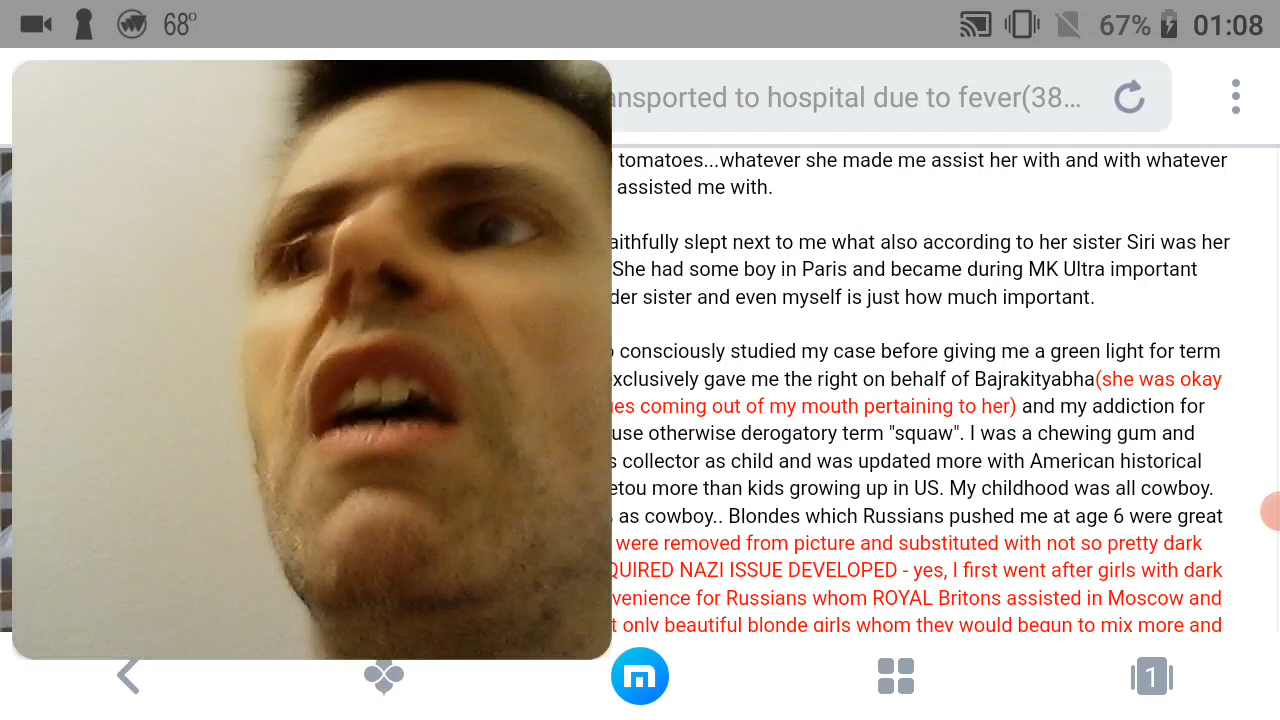 68°
67% 01:08
ansported to hospital due to fever(38...
tomatoes...whatever she made me assist her with and with whatever
assisted me with.
aithfully slept next to me what also according to her sister Siri was her
She had some boy in Paris and became during MK Ultra important
der sister and even myself is just how much important.
consciously studied my case before giving me a green light for term
exclusively gave me the right on behalf of Bajrakityabha(she was okay
es coming out of my mouth pertaining to her) and my addiction for
use otherwise derogatory term "squaw". I was a chewing gum and
s collector as child and was updated more with American historical
etou more than kids growing up in US. My childhood was all cowboy.
as cowboy.. Blondes which Russians pushed me at age 6 were great
were removed from picture and substituted with not so pretty dark
QUIRED NAZI ISSUE DEVELOPED - yes, I first went after girls with dark
venience for Russians whom ROYAL Britons assisted in Moscow and
t only beautiful blonde girls whom they would begun to mix more and
1